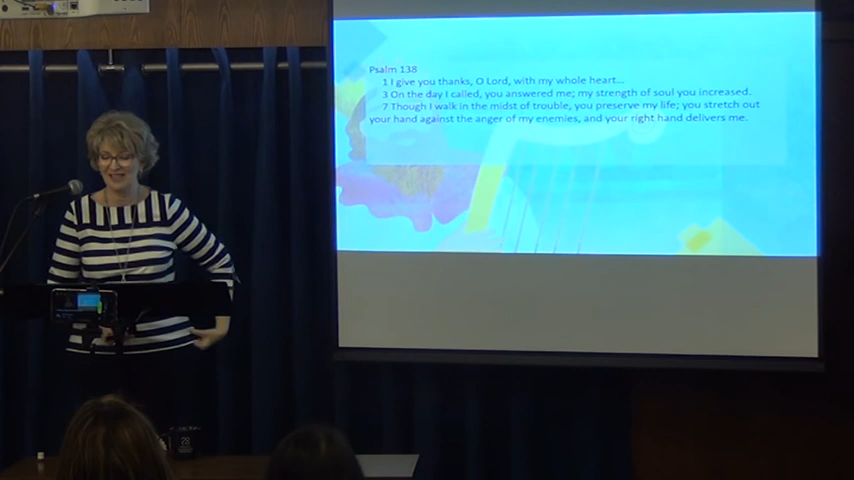 Psalm 138
1 I give you thanks, O Lord, with my whole heart...
3 On the day I called, you answered me; my strength of soul you increased.
7 Though I walk in the midst of trouble, you preserve my life; you stretch out
your hand against the anger of my enemies, and your right hand delivers me.